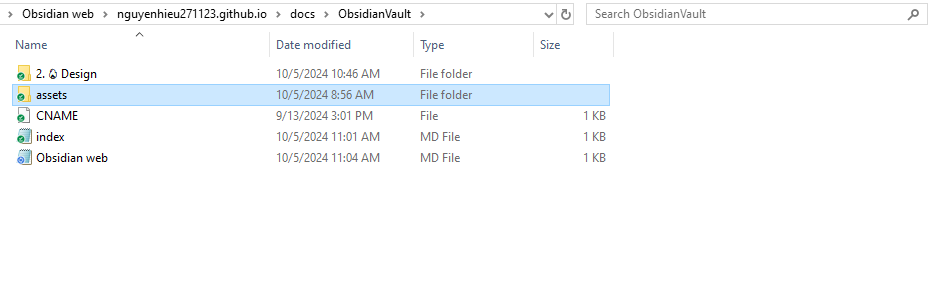 Obsidian web > nguyenhieu271123.github.io > docs > ObsidianVault > Search ObsidianVault
Name Date modified Type Size
2. Design 10/5/2024 10:46 AM File folder
assets 10/5/2024 8:56 AM File folder
CNAME 9/13/2024 3:01 PM File 1 KB
index 10/5/2024 11:01 AM MD File 1 KB
Obsidian web 10/5/2024 11:04 AM MD File 1 KB